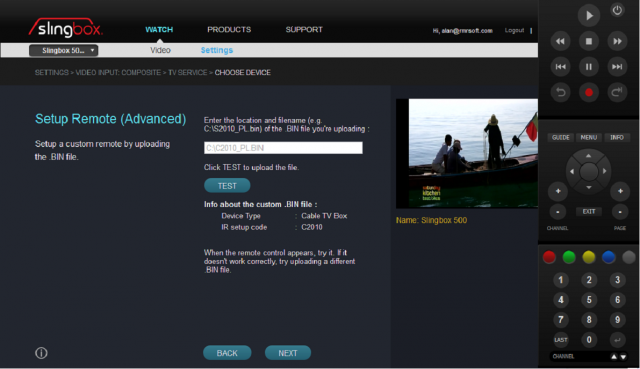 slingbox.
WATCH PRODUCTS SUPPORT
Hi, alan@rmrsoft.com Logout |
Slingbox 50... ▼ Video Settings
SETTINGS > VIDEO INPUT: COMPOSITE > TV SERVICE > CHOOSE DEVICE
Setup Remote (Advanced)
Setup a custom remote by uploading
the .BIN file.
Enter the location and filename (e.g.
C:\S2010_PL.bin) of the .BIN file you're uploading :
C:\C2010_PL.BIN
Click TEST to upload the file.
TEST
Info about the custom .BIN file :
Device Type : Cable TV Box
IR setup code : C2010
When the remote control appears, try it. If it
doesn't work correctly, try uploading a different
.BIN file.
BACK NEXT
kitchen
Name: Slingbox 500
GUIDE MENU INFO
+ +
- EXIT -
CHANNEL PAGE
1 2 3
4 5 6
7 8 9
LAST 0
CHANNEL